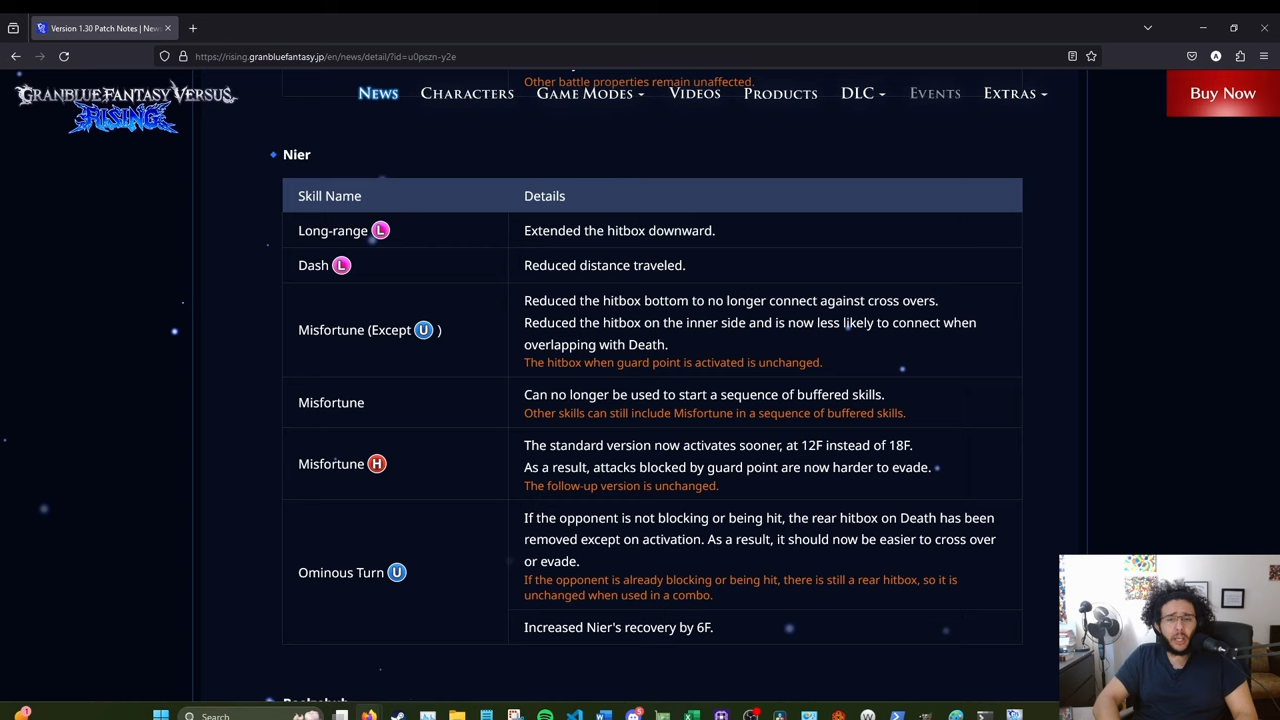 Version 1.30 Patch Notes | New
https://rising.granbluefantasy.jp/en/news/detail/?id=u0pszn-y2e
A
Other battle properties remain unaffected.
GRANBLUE FANTASY VERSUS
RISING
NEWS
CHARACTERS
GAME MODES
VIDEOS
PRODUCTS
DLC
EVENTS
EXTRAS
Buy Now
Nier
Skill Name
Details
Long-range L
Extended the hitbox downward.
Dash L
Reduced distance traveled.
Misfortune (Except U )
Reduced the hitbox bottom to no longer connect against cross overs.
Reduced the hitbox on the inner side and is now less likely to connect when
overlapping with Death.
The hitbox when guard point is activated is unchanged.
Misfortune
Can no longer be used to start a sequence of buffered skills.
Other skills can still include Misfortune in a sequence of buffered skills.
Misfortune H
The standard version now activates sooner, at 12F instead of 18F.
As a result, attacks blocked by guard point are now harder to evade.
The follow-up version is unchanged.
Ominous Turn U
If the opponent is not blocking or being hit, the rear hitbox on Death has been
removed except on activation. As a result, it should now be easier to cross over
or evade.
If the opponent is already blocking or being hit, there is still a rear hitbox, so it is
unchanged when used in a combo.
Increased Nier's recovery by 6F.
1
Search
5
W